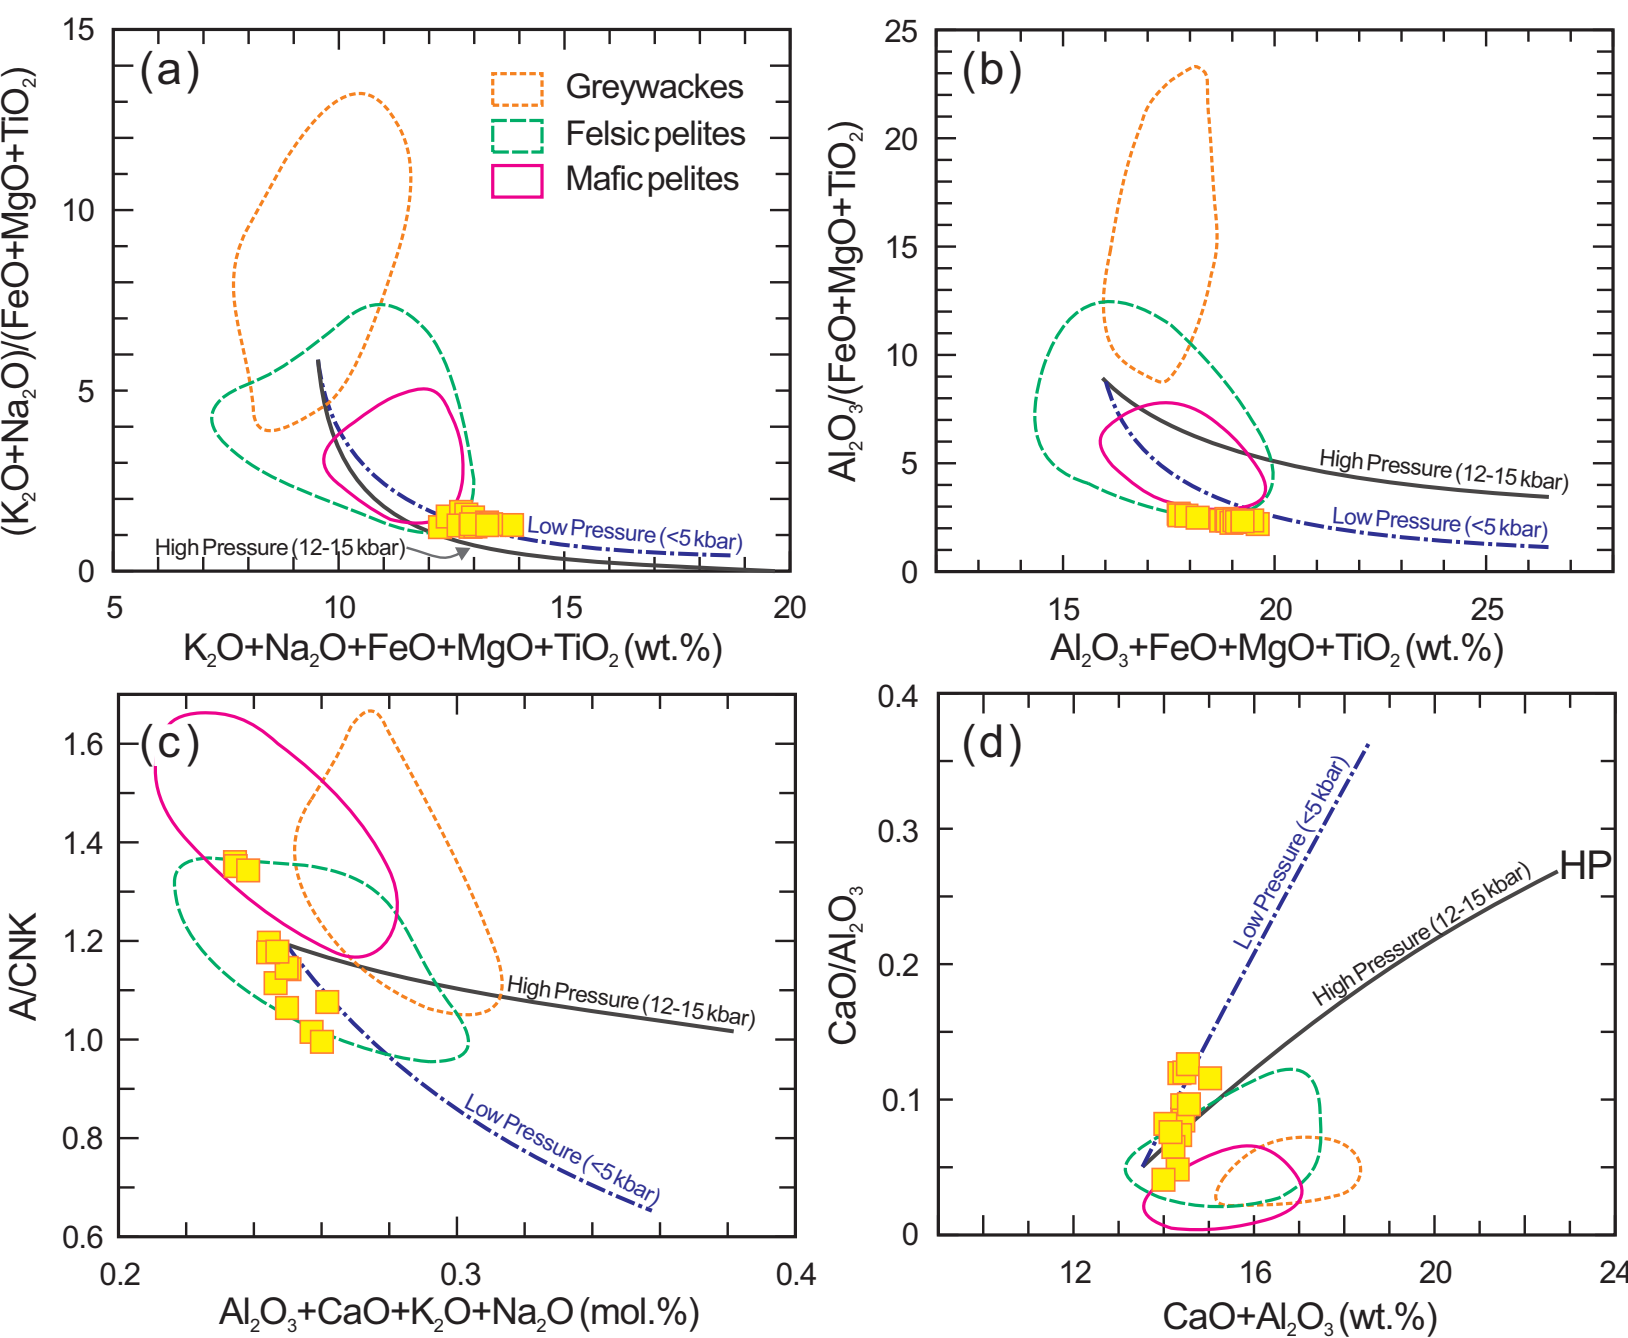 (a)
Greywackes
Felsic pelites
Mafic pelites
15
10
5
0
(K₂O+Na₂O)/(FeO+MgO+TiO₂)
Low Pressure (<5 kbar)
High Pressure (12-15 kbar)
5 10 15 20
K₂O+Na₂O+FeO+MgO+TiO₂ (wt.%)
(b)
25
20
15
10
5
0
Al₂O₃/(FeO+MgO+TiO₂)
High Pressure (12-15 kbar)
Low Pressure (<5 kbar)
15 20 25
Al₂O₃+FeO+MgO+TiO₂ (wt.%)
(c)
1.6
1.4
1.2
1.0
0.8
0.6
A/CNK
High Pressure (12-15 kbar)
Low Pressure (<5 kbar)
0.2 0.3 0.4
Al₂O₃+CaO+K₂O+Na₂O (mol.%)
(d)
0.4
0.3
0.2
0.1
0
CaO/Al₂O₃
Low Pressure (<5 kbar)
High Pressure (12-15 kbar)
HP
12 16 20 24
CaO+Al₂O₃ (wt.%)